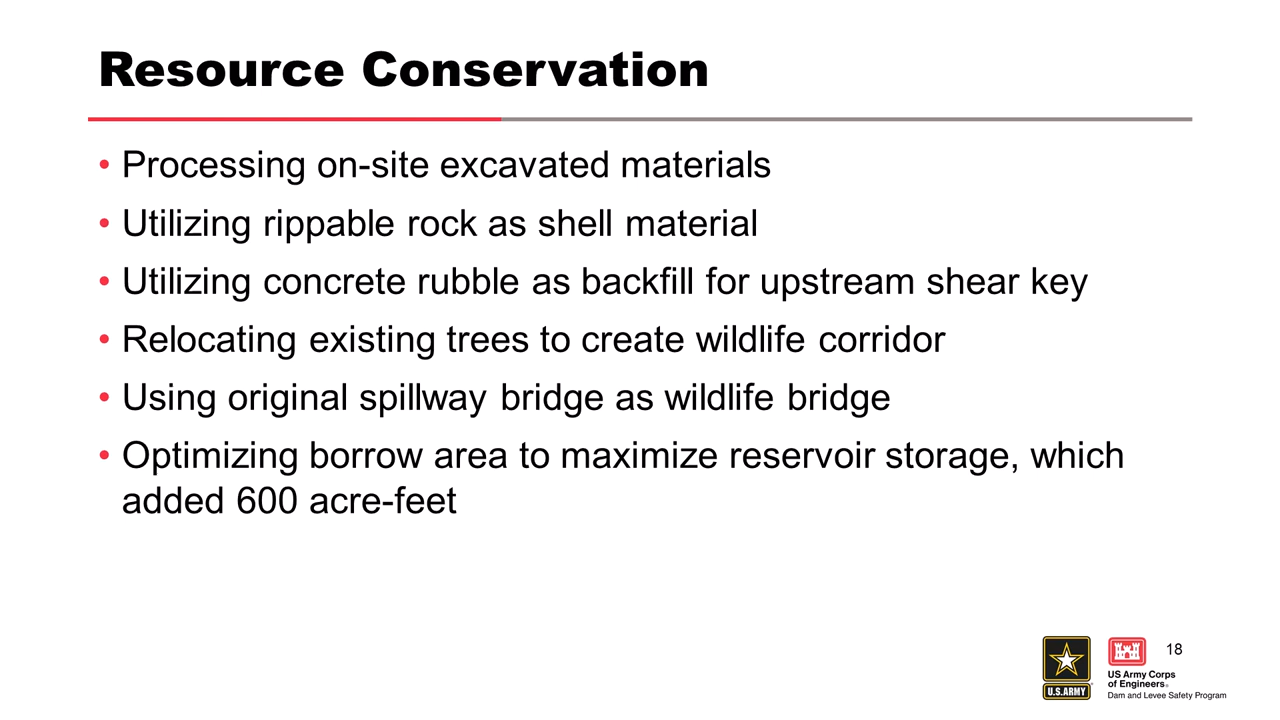 Resource Conservation
• Processing on-site excavated materials
• Utilizing rippable rock as shell material
• Utilizing concrete rubble as backfill for upstream shear key
• Relocating existing trees to create wildlife corridor
• Using original spillway bridge as wildlife bridge
• Optimizing borrow area to maximize reservoir storage, which
added 600 acre-feet
18
U.S.ARMY
US Army Corps
of Engineers®
Dam and Levee Safety Program